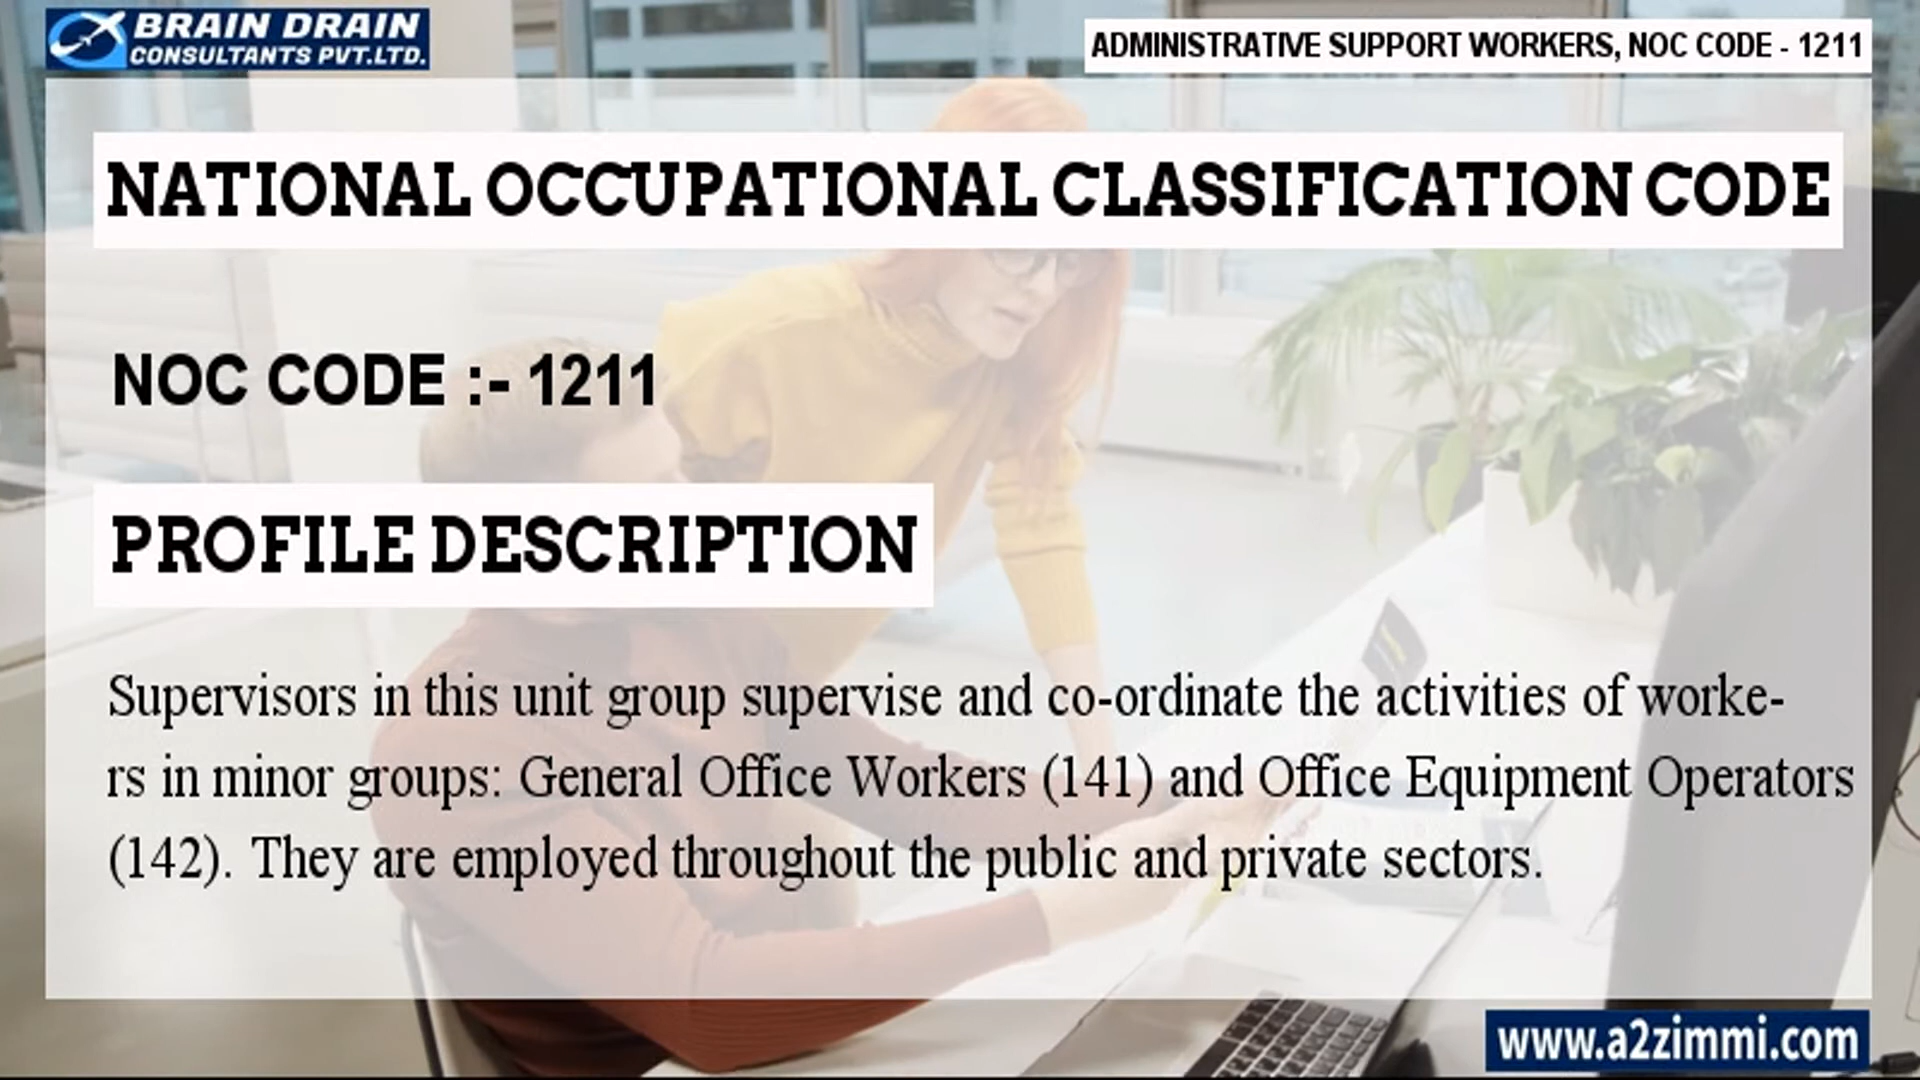 BRAIN DRAIN
CONSULTANTS PVT.LTD.
ADMINISTRATIVE SUPPORT WORKERS, NOC CODE - 1211
NATIONAL OCCUPATIONAL CLASSIFICATION CODE
NOC CODE :- 1211
PROFILE DESCRIPTION
Supervisors in this unit group supervise and co-ordinate the activities of worke-
rs in minor groups: General Office Workers (141) and Office Equipment Operators
(142). They are employed throughout the public and private sectors.
www.a2zimmi.com